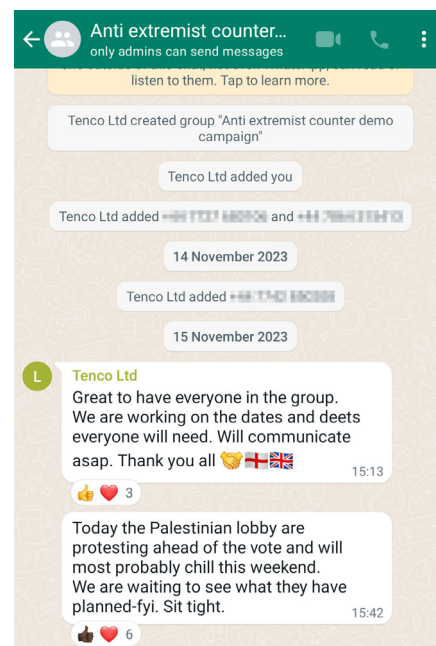 Anti extremist counter...
only admins can send messages
listen to them. Tap to learn more.
Tenco Ltd created group "Anti extremist counter demo
campaign"
Tenco Ltd added you
Tenco Ltd added and
14 November 2023
Tenco Ltd added
15 November 2023
L
Tenco Ltd
Great to have everyone in the group.
We are working on the dates and deets
everyone will need. Will communicate
asap. Thank you all 🤝🏴󠁧󠁢󠁥󠁮󠁧󠁿🇬🇧
15:13
👍❤️ 3
Today the Palestinian lobby are
protesting ahead of the vote and will
most probably chill this weekend.
We are waiting to see what they have
planned-fyi. Sit tight.
15:42
👍🏿❤️ 6